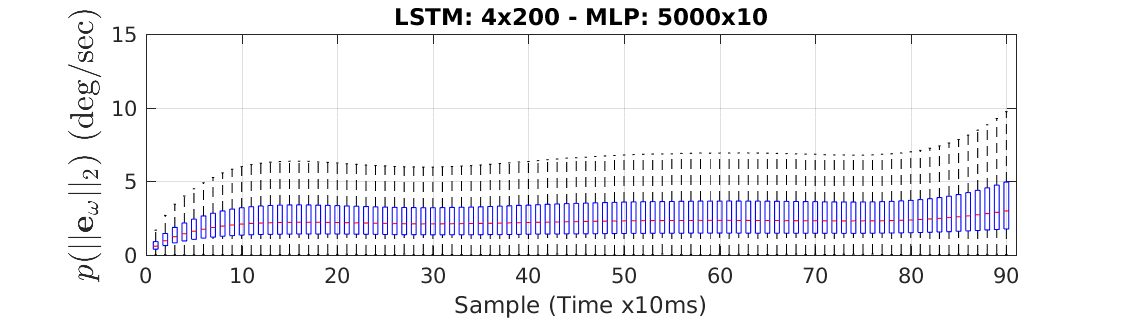 LSTM: 4x200 - MLP: 5000x10
p(||e_ω||_2) (deg/sec)
15
10
5
0
0 10 20 30 40 50 60 70 80 90
Sample (Time x10ms)